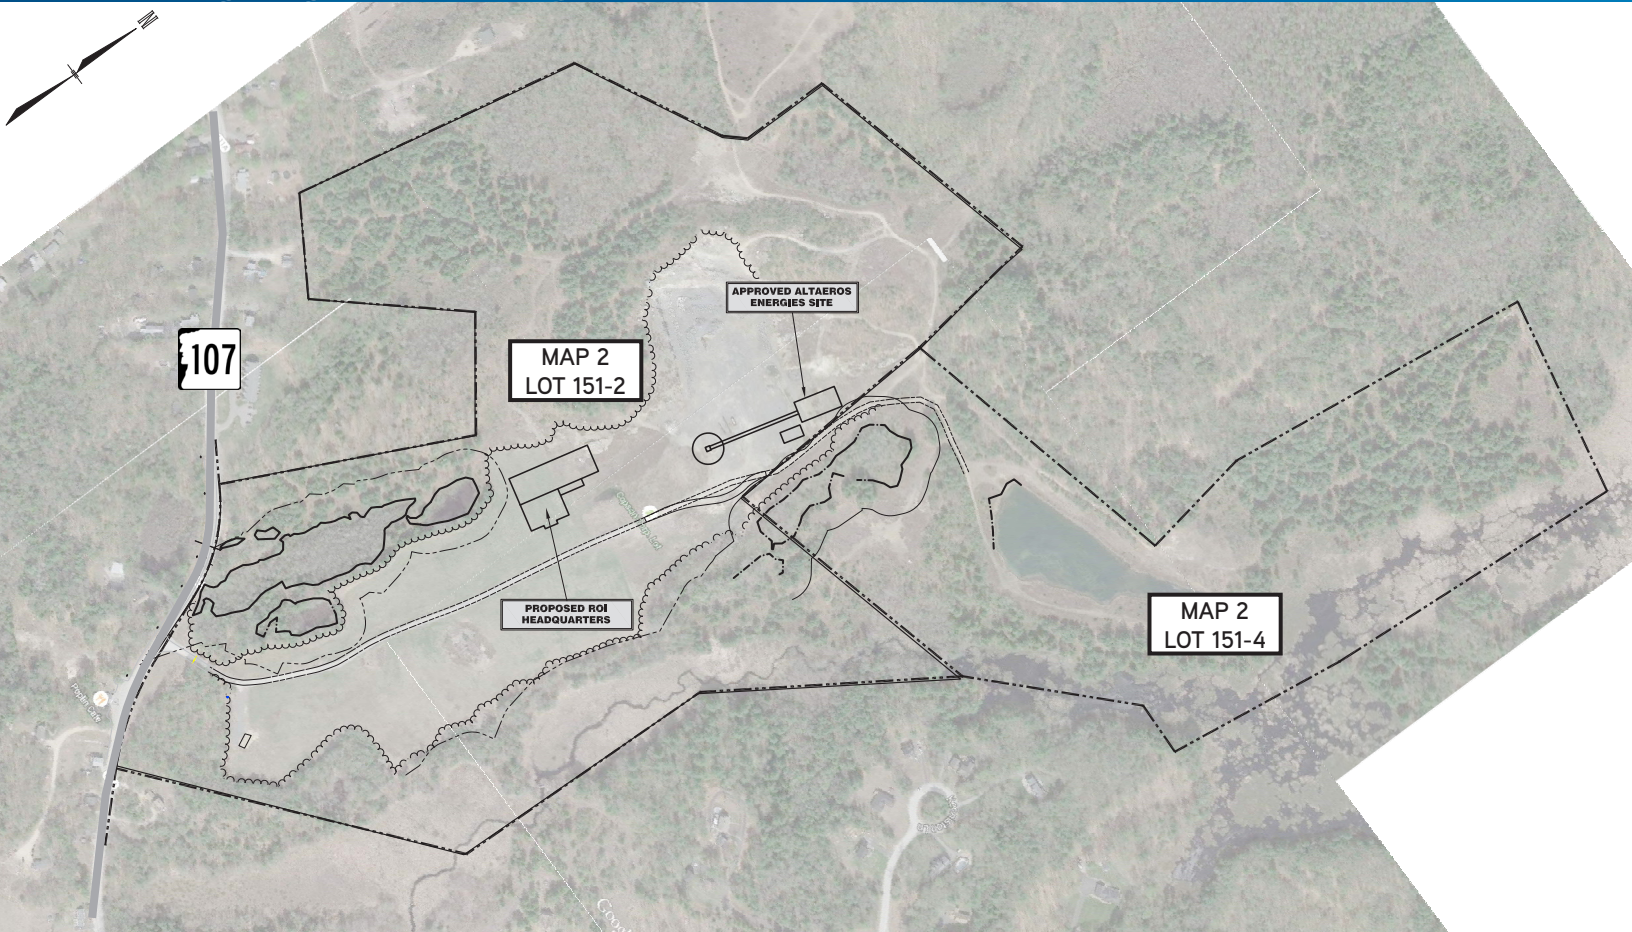 N
APPROVED ALTAEROS
ENERGIES SITE
107
MAP 2
LOT 151-2
PROPOSED ROI
HEADQUARTERS
MAP 2
LOT 151-4